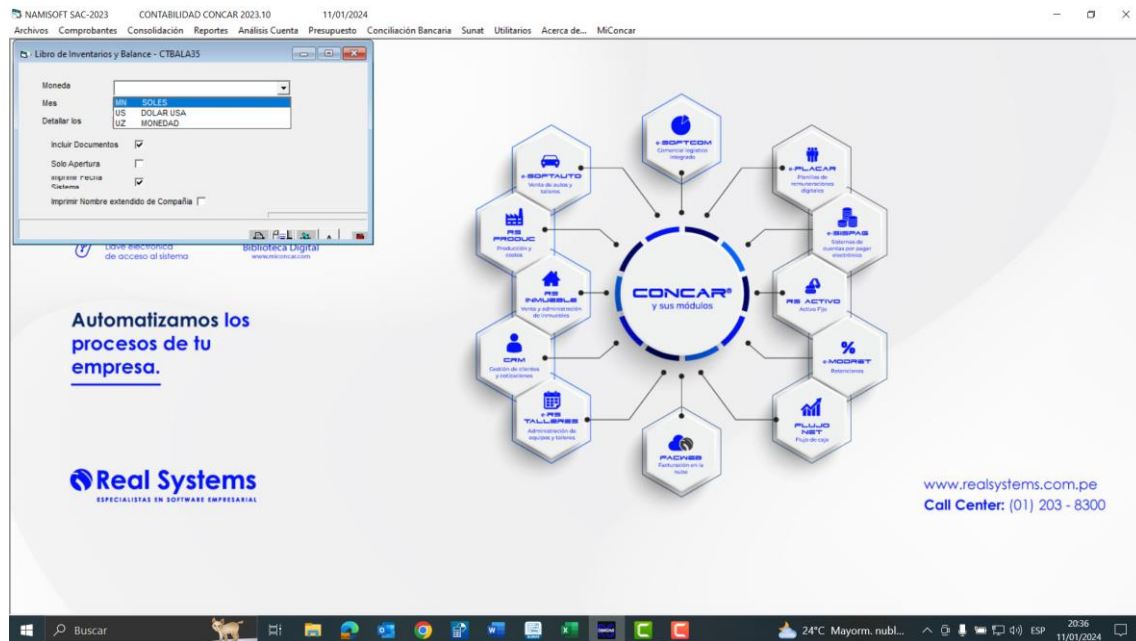 NAMISOFT SAC-2023 CONTABILIDAD CONCAR 2023.10 11/01/2024
Archivos Comprobantes Consolidación Reportes Análisis Cuenta Presupuesto Conciliación Bancaria Sunat Utilitarios Acerca de... MiConcar
Libro de Inventarios y Balance - CTBALA35
Moneda
Mes
MN SOLES
US DOLAR USA
Detallar los
UZ MONEDAD
Incluir Documentos
Solo Apertura
Imprimir Fecha
Sistema
Imprimir Nombre extendido de Compañia
Llave electrónica
de acceso al sistema
Biblioteca Digital
www.miconcar.com
Automatizamos los
procesos de tu
empresa.
Real Systems
ESPECIALISTAS EN SOFTWARE EMPRESARIAL
e-SOFTCOM
Comercial logístico
integrado
e-SOFTAUTO
Venta de autos y
talleres
e-PLACAR
Planillas de
remuneraciones
digitales
RS
PRODUC
Producción y
costos
e-SISPAG
Sistemas de
cuentas por pagar
electrónico
RS
INMUEBLE
Venta y administración
de inmuebles
CONCAR®
y sus módulos
RS ACTIVO
Activo Fijo
CRM
Gestión de clientes
y cotizaciones
e-MODRET
Retenciones
e-RS
TALLERES
Administración de
equipos y talleres
FLUJO
NET
Flujo de caja
FACWEB
Facturación en la
nube
www.realsystems.com.pe
Call Center: (01) 203 - 8300
Buscar
24°C Mayorm. nubl...
ESP
20:36
11/01/2024